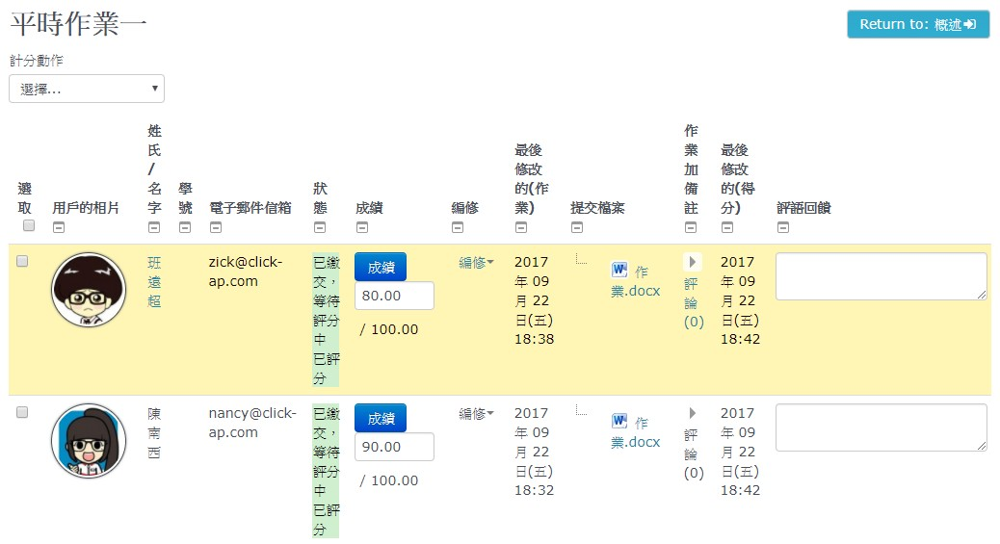 平時作業一
Return to: 概述
計分動作
選擇...
選
取
用戶的相片
姓
氏
/
名
字
學
號
電子郵件信箱
狀
態
成績
編修
最後
修改
的(作
業)
提交檔案
作
業
加
備
註
最後
修改
的(得
分)
評語回饋
班
遠
超
zick@click-
ap.com
已繳
交，
等待
評分
中
已評
分
成績
80.00
/ 100.00
編修
2017
年 09
月 22
日(五)
18:38
作
業.docx
評
論
(0)
2017
年 09
月 22
日(五)
18:42
陳
南
西
nancy@click-
ap.com
已繳
交，
等待
評分
中
已評
分
成績
90.00
/ 100.00
編修
2017
年 09
月 22
日(五)
18:32
作
業.docx
評
論
(0)
2017
年 09
月 22
日(五)
18:42